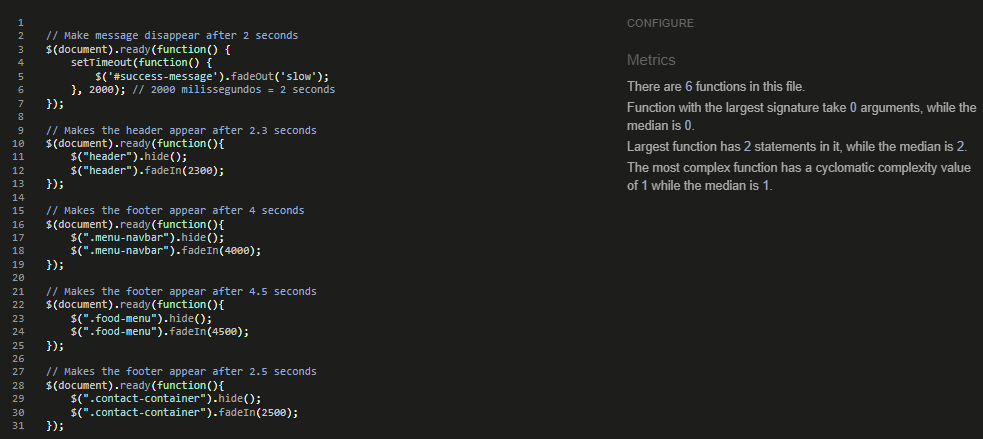 1
2 // Make message disappear after 2 seconds
3 $(document).ready(function() {
4 setTimeout(function() {
5 $('#success-message').fadeOut('slow');
6 }, 2000); // 2000 milissegundos = 2 seconds
7 });
8
9 // Makes the header appear after 2.3 seconds
10 $(document).ready(function(){
11 $("header").hide();
12 $("header").fadeIn(2300);
13 });
14
15 // Makes the footer appear after 4 seconds
16 $(document).ready(function(){
17 $(".menu-navbar").hide();
18 $(".menu-navbar").fadeIn(4000);
19 });
20
21 // Makes the footer appear after 4.5 seconds
22 $(document).ready(function(){
23 $(".food-menu").hide();
24 $(".food-menu").fadeIn(4500);
25 });
26
27 // Makes the footer appear after 2.5 seconds
28 $(document).ready(function(){
29 $(".contact-container").hide();
30 $(".contact-container").fadeIn(2500);
31 });
CONFIGURE
Metrics
There are 6 functions in this file.
Function with the largest signature take 0 arguments, while the
median is 0.
Largest function has 2 statements in it, while the median is 2.
The most complex function has a cyclomatic complexity value
of 1 while the median is 1.